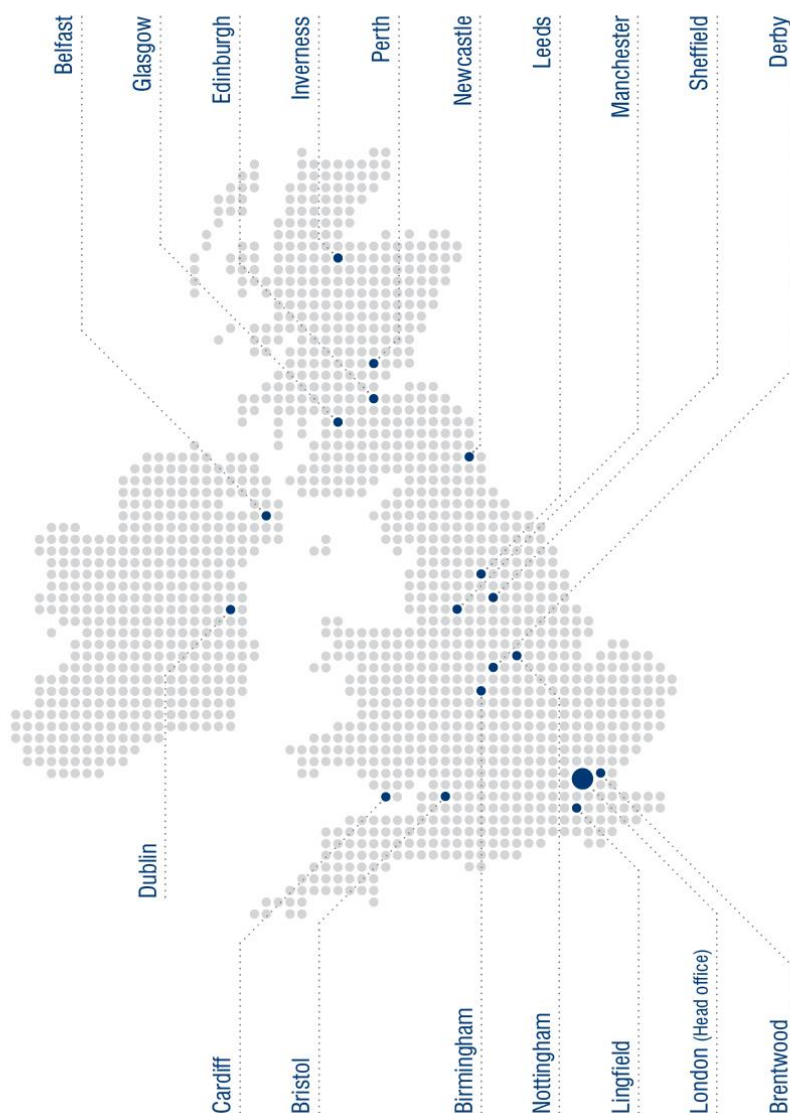 Belfast
Glasgow
Edinburgh
Inverness
Perth
Newcastle
Leeds
Manchester
Sheffield
Derby
Dublin
Cardiff
Bristol
Birmingham
Nottingham
Lingfield
London (Head office)
Brentwood